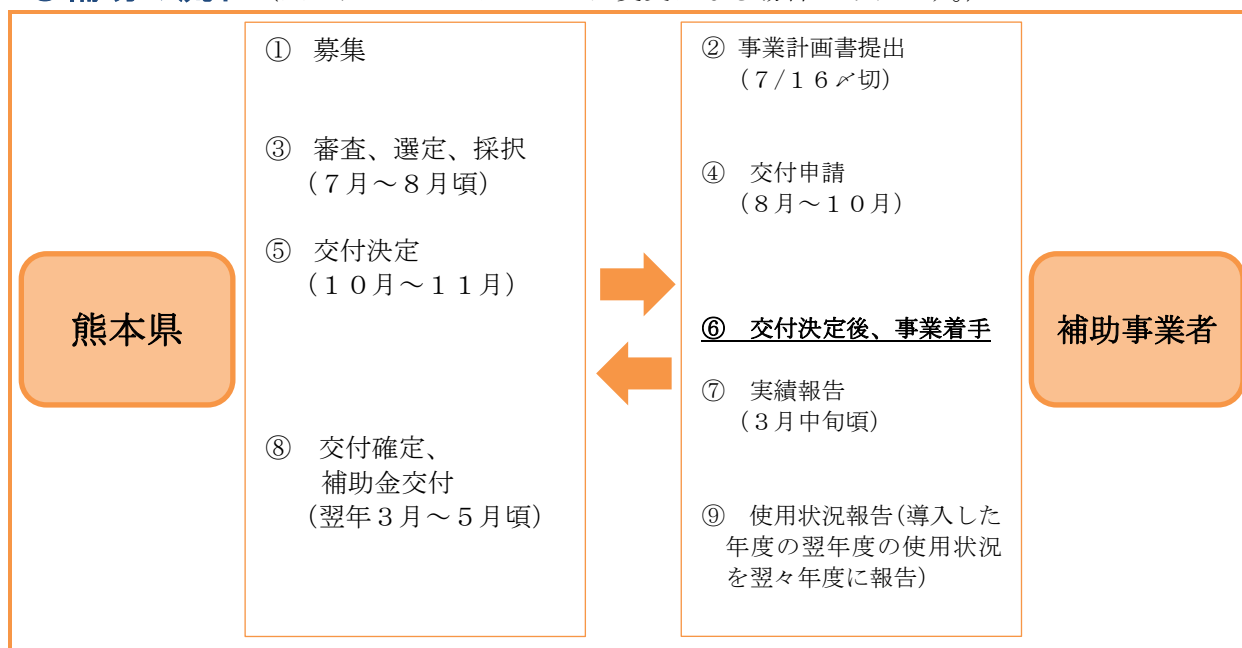 熊本県
① 募集
③ 審査、選定、採択
(7月～8月頃)
⑤ 交付決定
(10月～11月)
⑧ 交付確定、
補助金交付
(翌年3月～5月頃)
② 事業計画書提出
(7/16〆切)
④ 交付申請
(8月～10月)
⑥ 交付決定後、事業着手
⑦ 実績報告
(3月中旬頃)
⑨ 使用状況報告(導入した
年度の翌年度の使用状況
を翌々年度に報告)
補助事業者